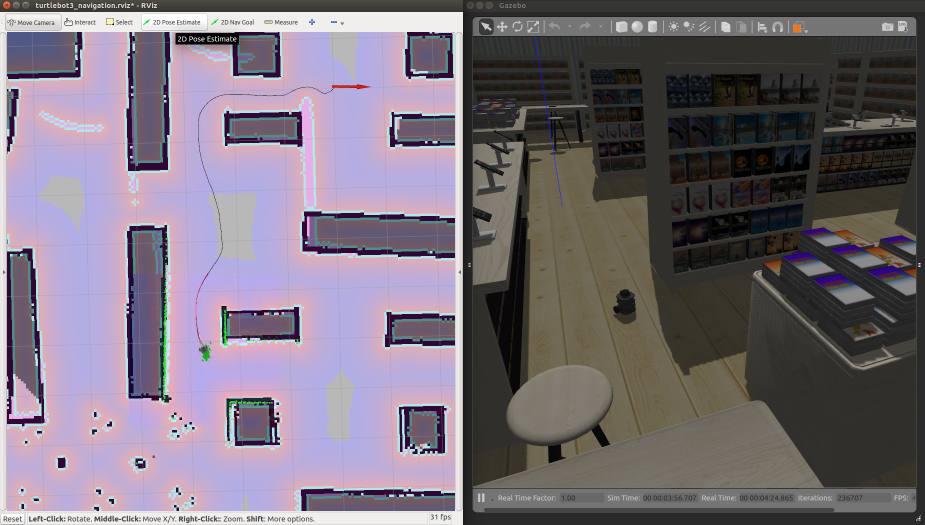 turtlebot3_navigation.rviz* - RViz
Move Camera Interact Select 2D Pose Estimate 2D Nav Goal Measure
2D Pose Estimate
Reset Left-Click: Rotate. Middle-Click: Move X/Y. Right-Click:: Zoom. Shift: More options. 31 fps
Gazebo
Real Time Factor: 1.00 Sim Time: 00 00:03:56.707 Real Time: 00 00:04:24.865 Iterations: 236707 FPS: